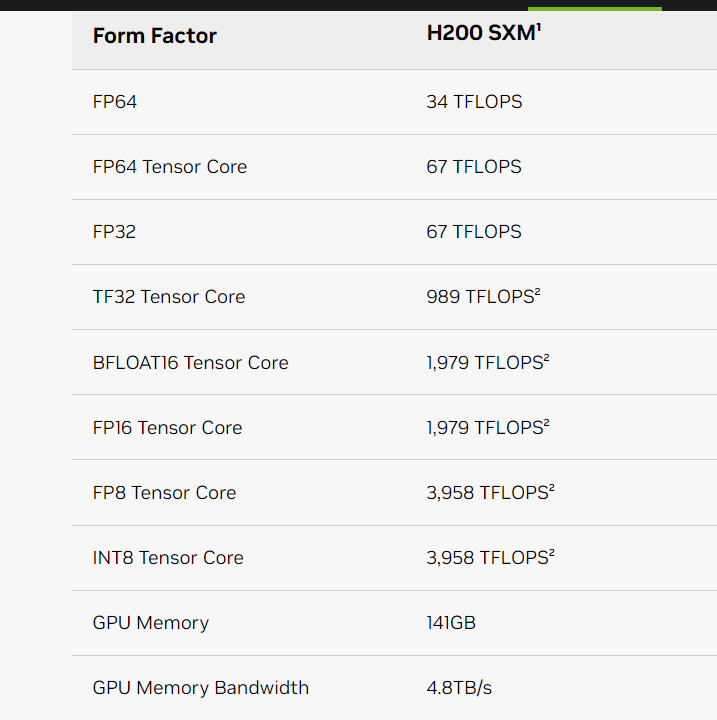 Form Factor H200 SXM¹
FP64 34 TFLOPS
FP64 Tensor Core 67 TFLOPS
FP32 67 TFLOPS
TF32 Tensor Core 989 TFLOPS²
BFLOAT16 Tensor Core 1,979 TFLOPS²
FP16 Tensor Core 1,979 TFLOPS²
FP8 Tensor Core 3,958 TFLOPS²
INT8 Tensor Core 3,958 TFLOPS²
GPU Memory 141GB
GPU Memory Bandwidth 4.8TB/s